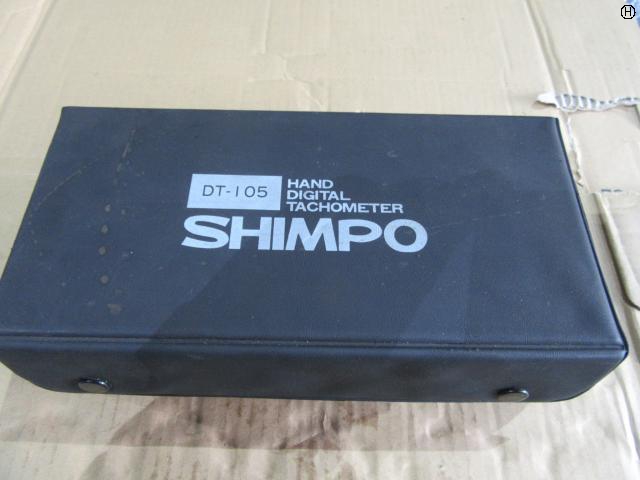 DT-105
HAND
DIGITAL
TACHOMETER
SHIMPO
H